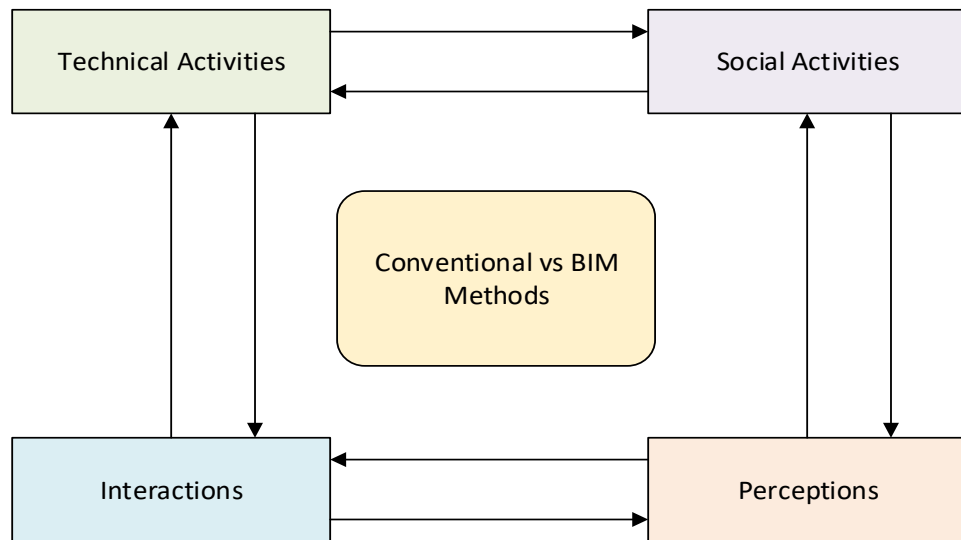 Technical Activities
Social Activities
Conventional vs BIM
Methods
Interactions
Perceptions